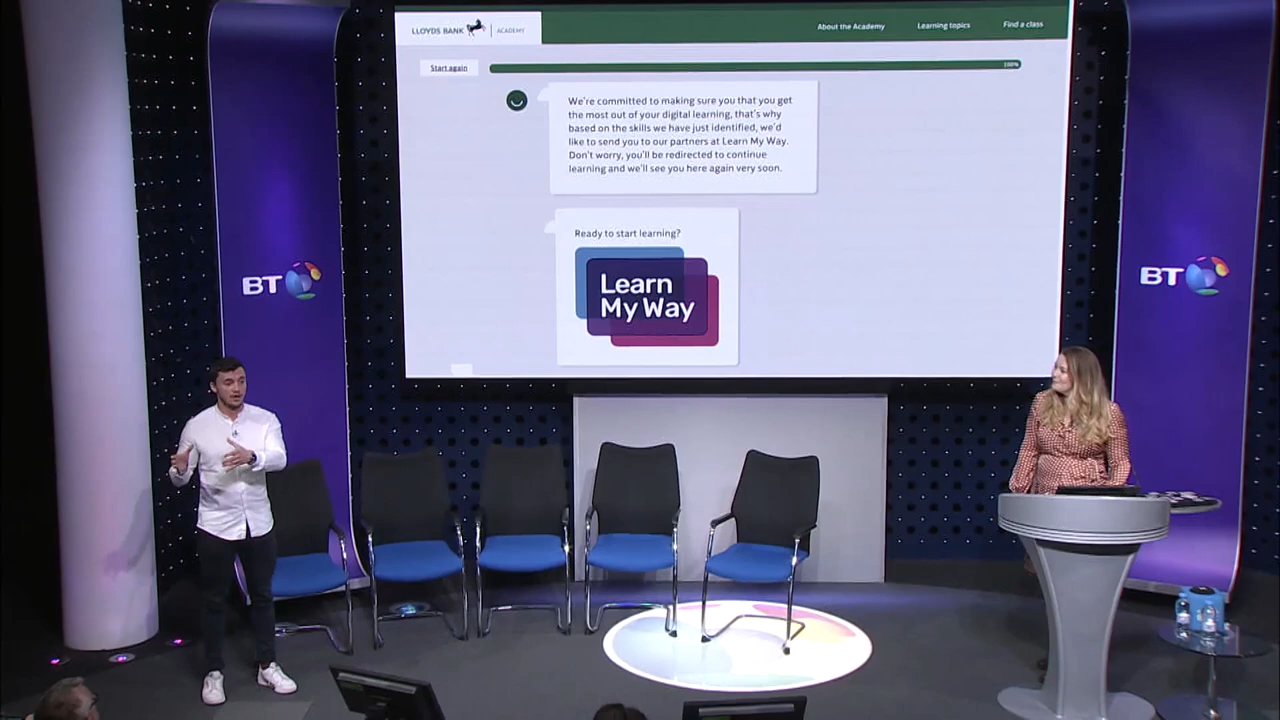 LLOYDS BANK
ACADEMY
About the Academy
Learning topics
Find a class
Start again
100%
We're committed to making sure you that you get
the most out of your digital learning, that's why
based on the skills we have just identified, we'd
like to send you to our partners at Learn My Way.
Don't worry, you'll be redirected to continue
learning and we'll see you here again very soon.
Ready to start learning?
Learn
My Way
BT
BT